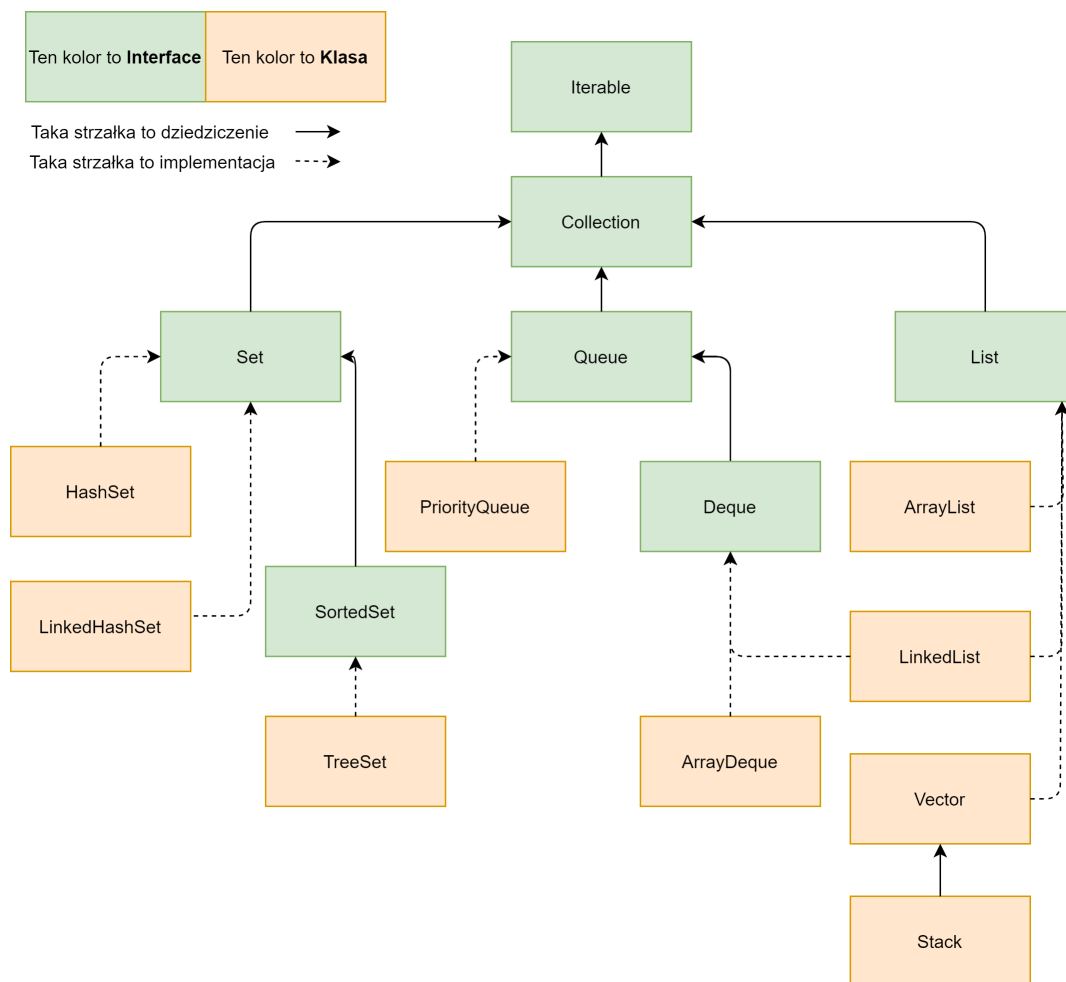 Ten kolor to Interface
Ten kolor to Klasa
Taka strzałka to dziedziczenie
Taka strzałka to implementacja
Iterable
Collection
Set
Queue
List
HashSet
PriorityQueue
Deque
ArrayList
LinkedHashSet
SortedSet
LinkedList
TreeSet
ArrayDeque
Vector
Stack